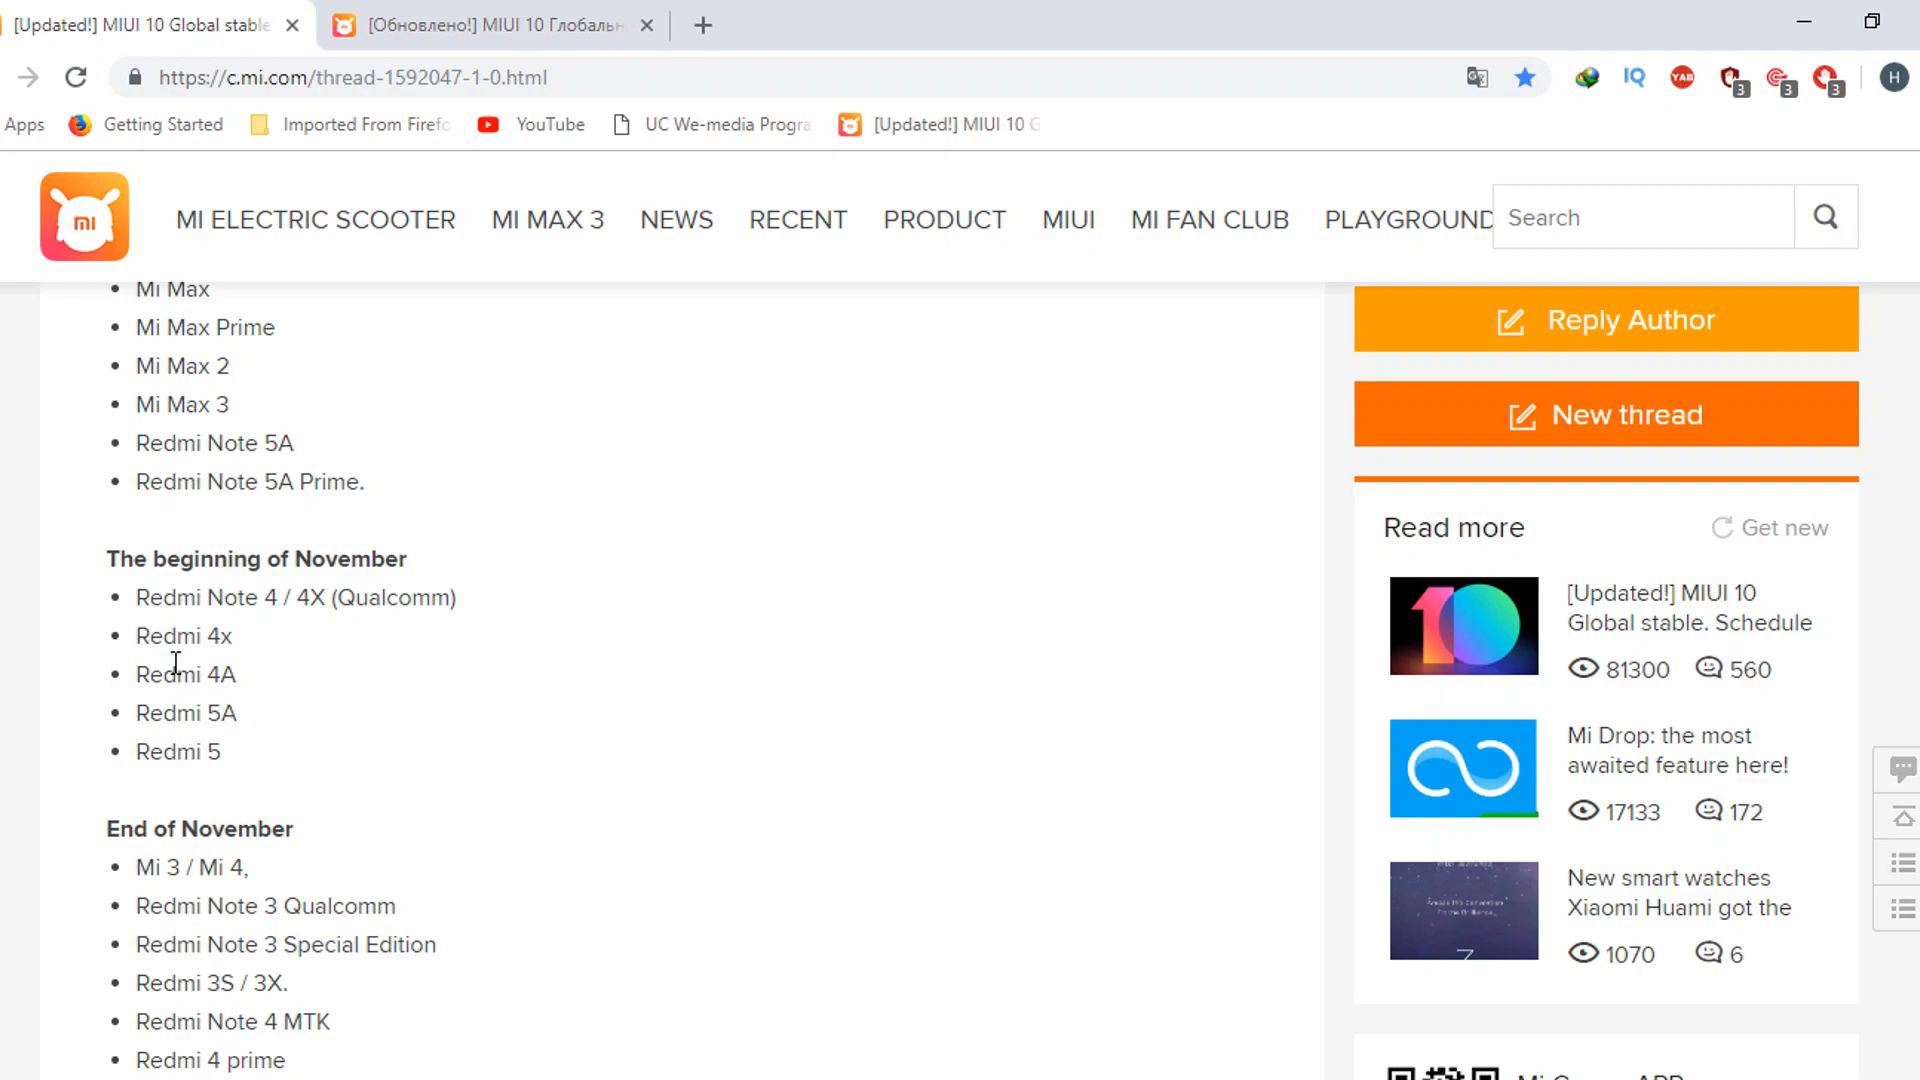 [Updated!] MIUI 10 Global stable
[Обновлено!] MIUI 10 Глобальн
https://c.mi.com/thread-1592047-1-0.html
IQ
YAB
3
3
3
H
Apps
Getting Started
Imported From Firefo
YouTube
UC We-media Progra
[Updated!] MIUI 10 G
MI
MI ELECTRIC SCOOTER
MI MAX 3
NEWS
RECENT
PRODUCT
MIUI
MI FAN CLUB
PLAYGROUND
Search
Mi Max
Mi Max Prime
Mi Max 2
Mi Max 3
Redmi Note 5A
Redmi Note 5A Prime.
The beginning of November
Redmi Note 4 / 4X (Qualcomm)
Redmi 4x
Redmi 4A
Redmi 5A
Redmi 5
End of November
Mi 3 / Mi 4,
Redmi Note 3 Qualcomm
Redmi Note 3 Special Edition
Redmi 3S / 3X.
Redmi Note 4 MTK
Redmi 4 prime
Reply Author
New thread
Read more
Get new
10
[Updated!] MIUI 10
Global stable. Schedule
81300 560
Mi Drop: the most
awaited feature here!
17133 172
New smart watches
Xiaomi Huami got the
1070 6